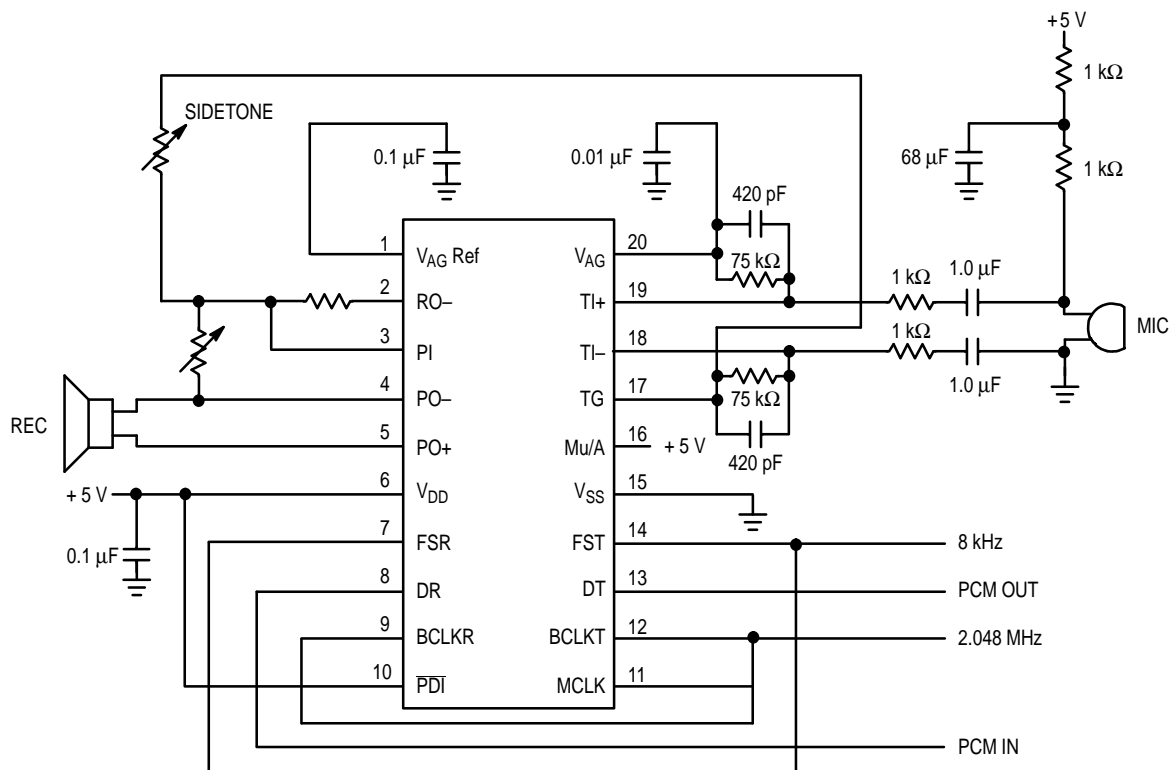 +5 V
1 kΩ
SIDETONE
0.1 μF
0.01 μF
68 μF
1 kΩ
420 pF
1
VAG Ref
VAG
20
75 kΩ
1 kΩ
1.0 μF
2
RO–
TI+
19
MIC
3
PI
TI–
18
1 kΩ
1.0 μF
4
PO–
TG
17
75 kΩ
REC
5
PO+
Mu/A
16
+ 5 V
420 pF
+ 5 V
6
VDD
VSS
15
7
FSR
FST
14
8 kHz
0.1 μF
8
DR
DT
13
PCM OUT
9
BCLKR
BCLKT
12
2.048 MHz
10
PDI
MCLK
11
PCM IN